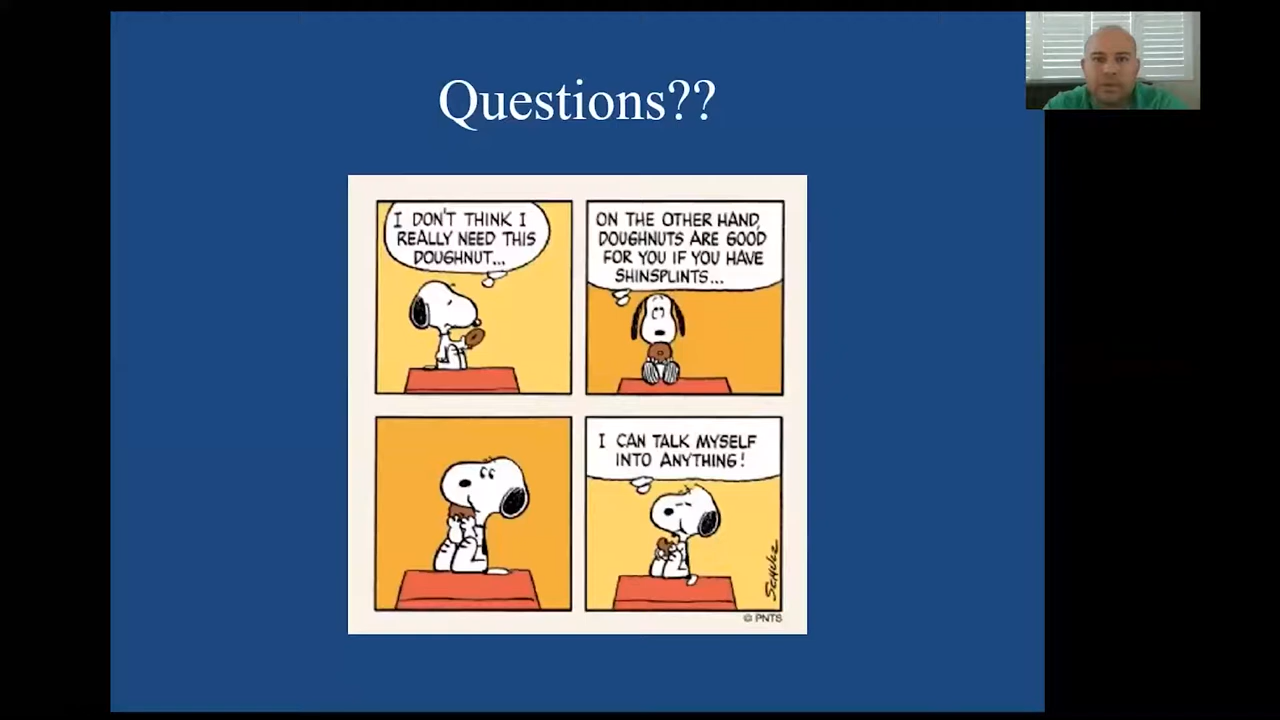 Questions??
I DON'T THINK I
REALLY NEED THIS
DOUGHNUT...
ON THE OTHER HAND,
DOUGHNUTS ARE GOOD
FOR YOU IF YOU HAVE
SHINSPLINTS...
I CAN TALK MYSELF
INTO ANYTHING!
SCHULZ
© PNTS